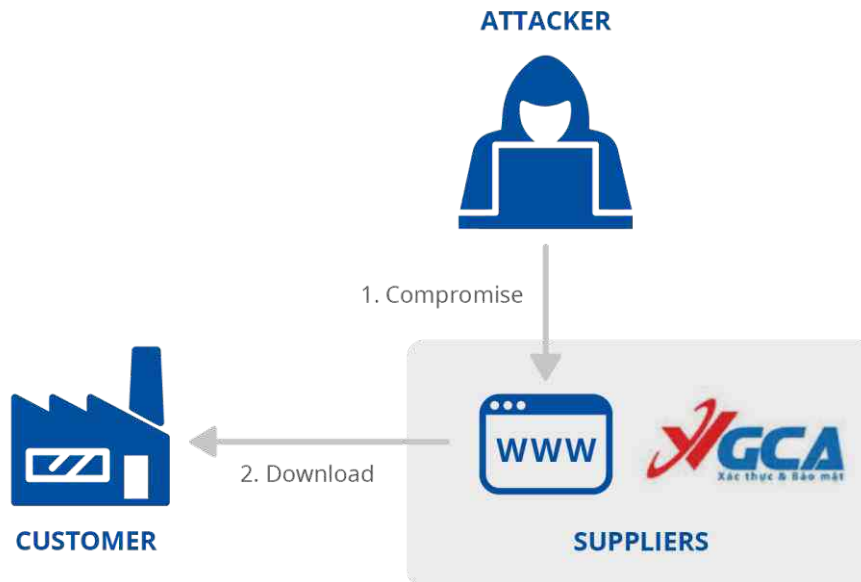 ATTACKER
1. Compromise
WWW
VGCA
Xác thực & Bảo mật
2. Download
CUSTOMER
SUPPLIERS